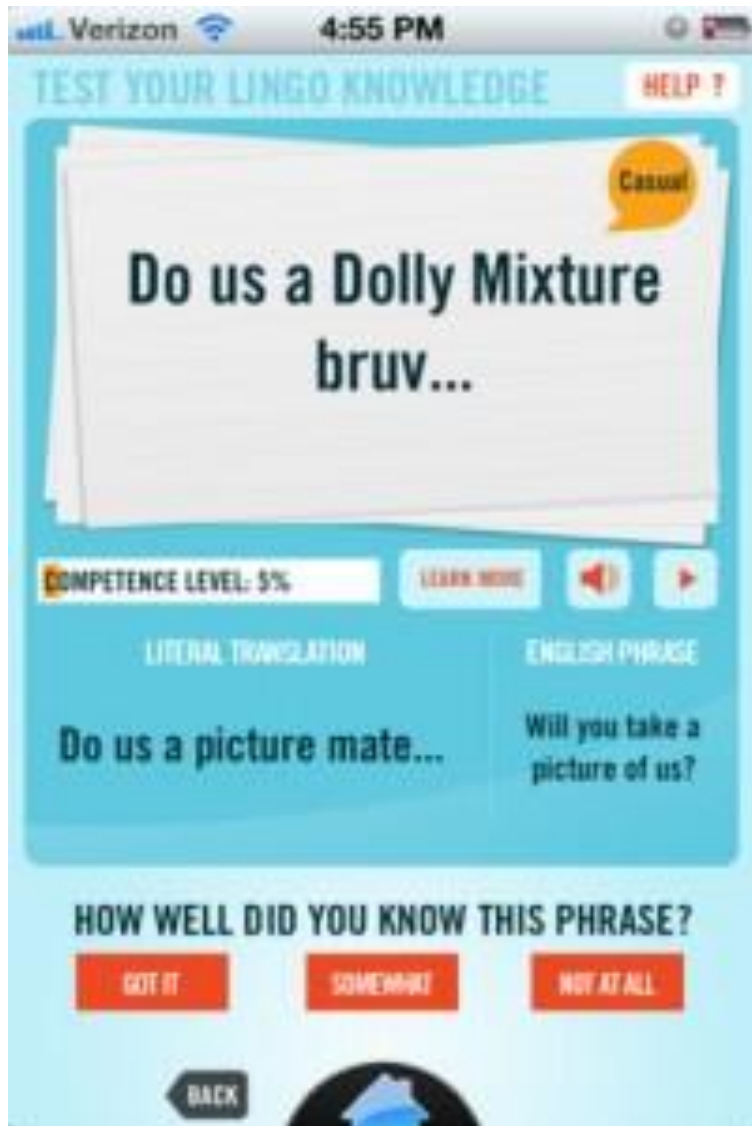 Verizon 4:55 PM
TEST YOUR LINGO KNOWLEDGE HELP ?
Casual
Do us a Dolly Mixture
bruv...
COMPETENCE LEVEL: 5% LEARN MORE
LITERAL TRANSLATION ENGLISH PHRASE
Do us a picture mate...
Will you take a
picture of us?
HOW WELL DID YOU KNOW THIS PHRASE?
GOT IT SOMEWHAT NOT AT ALL
BACK